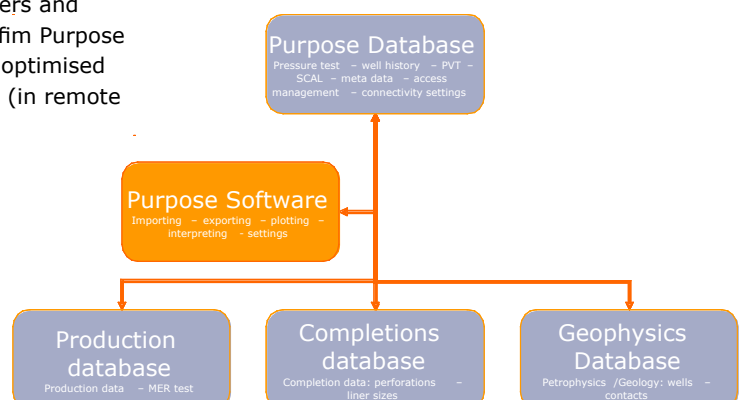 ers and
fim Purpose
optimised
(in remote
Purpose Database
Pressure test – well history – PVT –
SCAL – meta data – access
management – connectivity settings
Purpose Software
Importing – exporting – plotting –
interpreting - settings
Production
database
Production data – MER test
Completions
database
Completion data: perforations –
liner sizes
Geophysics
Database
Petrophysics /Geology: wells –
contacts